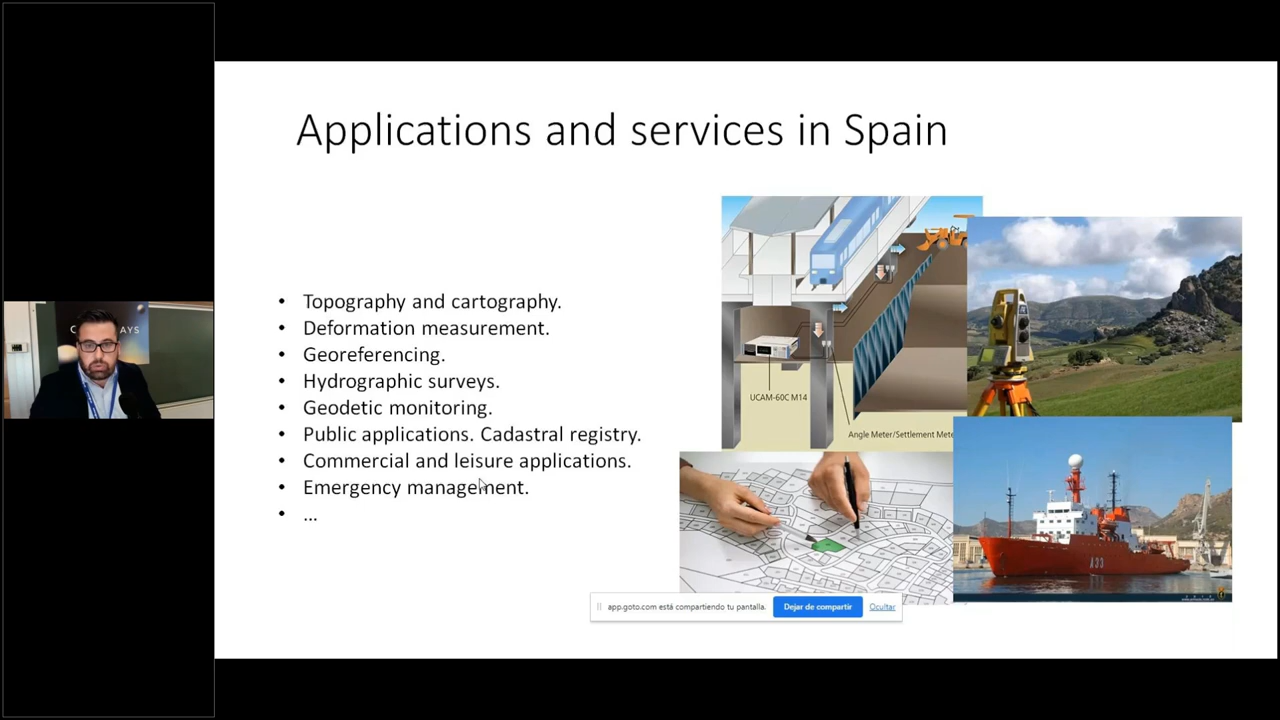 Applications and services in Spain
• Topography and cartography.
• Deformation measurement.
• Georeferencing.
• Hydrographic surveys.
• Geodetic monitoring.
• Public applications. Cadastral registry.
• Commercial and leisure applications.
• Emergency management.
• ...
UCAM-60C M14
Angle Meter/Settlement Mete
A33
app.goto.com está compartiendo tu pantalla.
Dejar de compartir
Ocultar